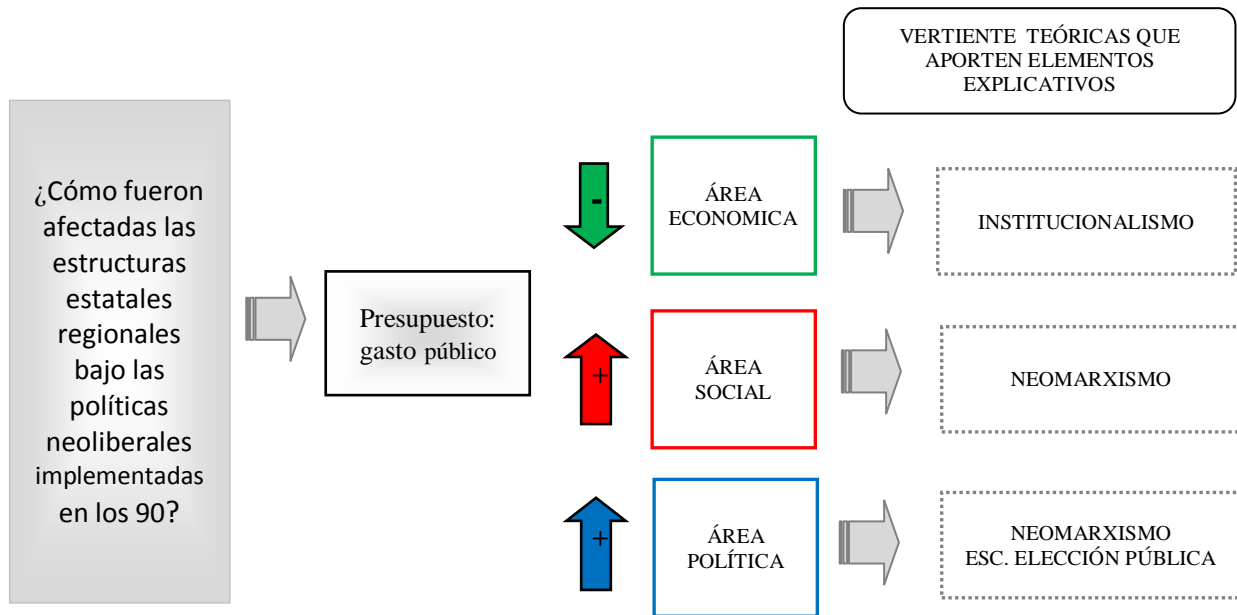 VERTIENTE TEÓRICAS QUE
APORTEN ELEMENTOS
EXPLICATIVOS
¿Cómo fueron
afectadas las
estructuras
estatales
regionales
bajo las
políticas
neoliberales
implementadas
en los 90?
Presupuesto:
gasto público
-
ÁREA
ECONOMICA
INSTITUCIONALISMO
+
ÁREA
SOCIAL
NEOMARXISMO
+
ÁREA
POLÍTICA
NEOMARXISMO
ESC. ELECCIÓN PÚBLICA